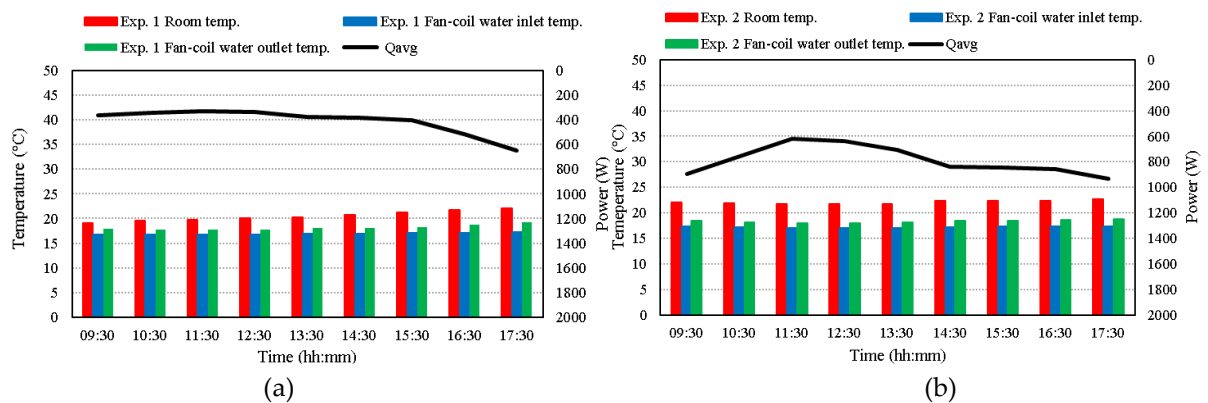 Exp. 1 Room temp.
Exp. 1 Fan-coil water inlet temp.
Exp. 1 Fan-coil water outlet temp.
Qavg
50
45
40
35
30
25
20
15
10
5
0
Temperature (°C)
0
200
400
600
800
1000
1200
1400
1600
1800
2000
Power (W)
09:30 10:30 11:30 12:30 13:30 14:30 15:30 16:30 17:30
Time (hh:mm)
(a)
Exp. 2 Room temp.
Exp. 2 Fan-coil water inlet temp.
Exp. 2 Fan-coil water outlet temp.
Qavg
50
45
40
35
30
25
20
15
10
5
0
Temeperature (°C)
0
200
400
600
800
1000
1200
1400
1600
1800
2000
Power (W)
09:30 10:30 11:30 12:30 13:30 14:30 15:30 16:30 17:30
Time (hh:mm)
(b)